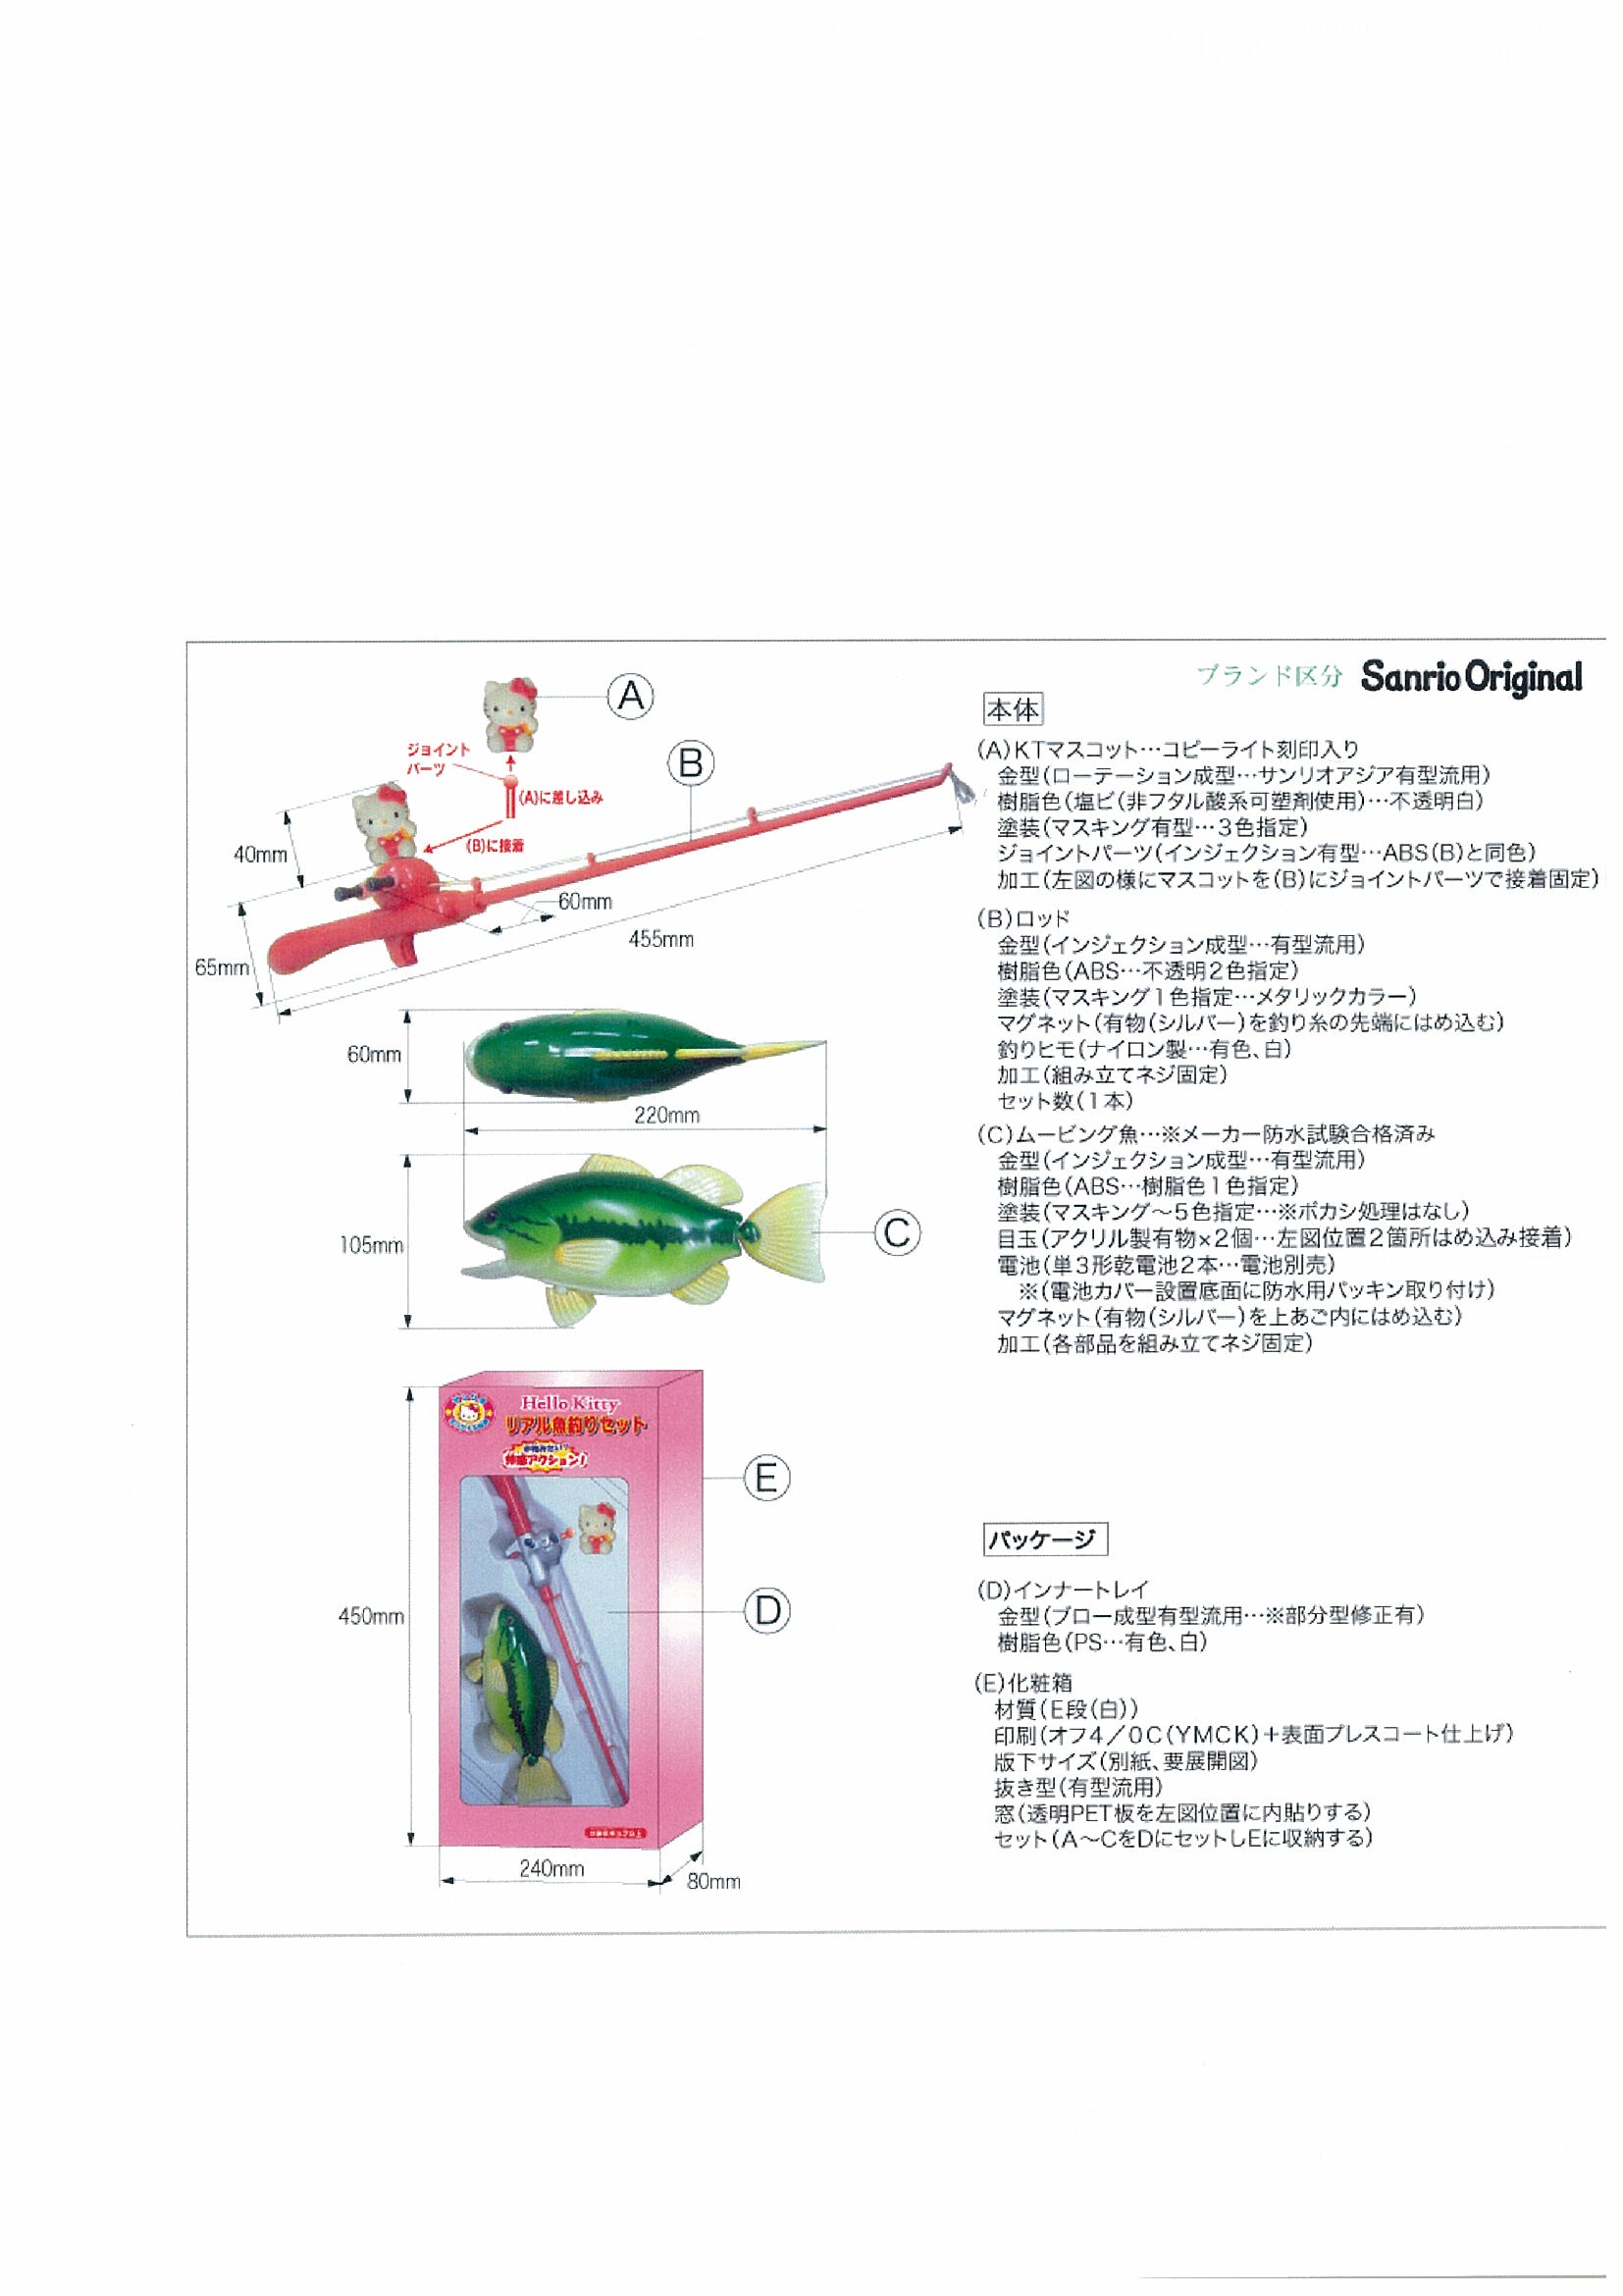 ブランド区分 Sanrio Original
A
ジョイント
パーツ
(A)に差し込み
(B)に接着
B
40mm
60mm
455mm
65mm
60mm
220mm
105mm
C
Hello Kitty
リアル魚釣りセット
体感アクション!
E
D
450mm
240mm
80mm
本体
(A)KTマスコット…コピーライト刻印入り
金型(ローテーション成型…サンリオアジア有型流用)
樹脂色(塩ビ(非フタル酸系可塑剤使用)…不透明白)
塗装(マスキング有型…3色指定)
ジョイントパーツ(インジェクション有型…ABS(B)と同色)
加工(左図の様にマスコットを(B)にジョイントパーツで接着固定)
(B)ロッド
金型(インジェクション成型…有型流用)
樹脂色(ABS…不透明2色指定)
塗装(マスキング1色指定…メタリックカラー)
マグネット(有物(シルバー)を釣り糸の先端にはめ込む)
釣りヒモ(ナイロン製…有色、白)
加工(組み立てネジ固定)
セット数(1本)
(C)ムービング魚…※メーカー防水試験合格済み
金型(インジェクション成型…有型流用)
樹脂色(ABS…樹脂色1色指定)
塗装(マスキング〜5色指定…※ボカシ処理はなし)
目玉(アクリル製有物×2個…左図位置2箇所はめ込み接着)
電池(単3形乾電池2本…電池別売)
※(電池カバー設置底面に防水用パッキン取り付け)
マグネット(有物(シルバー)を上あご内にはめ込む)
加工(各部品を組み立てネジ固定)
パッケージ
(D)インナートレイ
金型(ブロー成型有型流用…※部分型修正有)
樹脂色(PS…有色、白)
(E)化粧箱
材質(E段(白))
印刷(オフ4/0C(YMCK)+表面プレスコート仕上げ)
版下サイズ(別紙、要展開図)
抜き型(有型流用)
窓(透明PET板を左図位置に内貼りする)
セット(A〜CをDにセットしEに収納する)